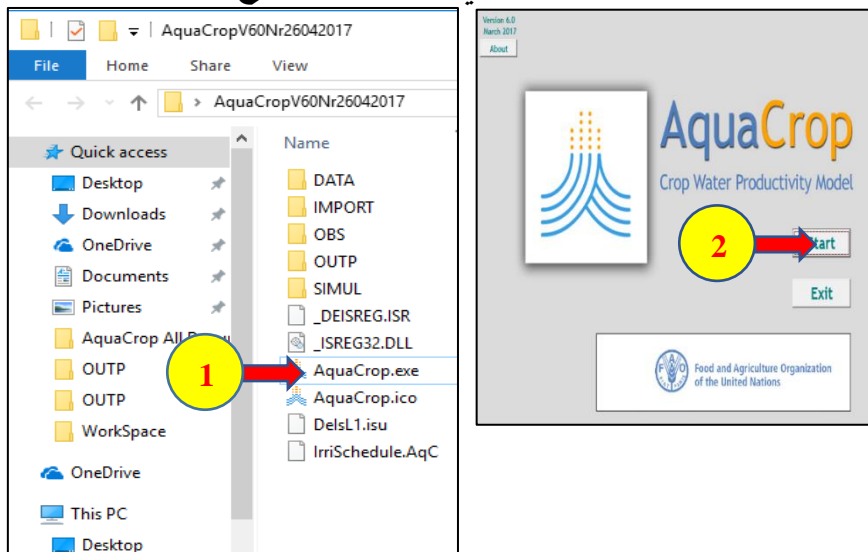 AquaCropV60Nr26042017
File Home Share View
AquaCropV60Nr26042017
Quick access
Desktop
Downloads
OneDrive
Documents
Pictures
AquaCrop All
OUTP
OUTP
WorkSpace
OneDrive
This PC
Desktop
Name
DATA
IMPORT
OBS
OUTP
SIMUL
_DEISREG.ISR
_ISREG32.DLL
AquaCrop.exe
AquaCrop.ico
DelsL1.isu
IrriSchedule.AqC
1
Version 6.0
March 2017
About
AquaCrop
Crop Water Productivity Model
2
Start
Exit
Food and Agriculture Organization
of the United Nations